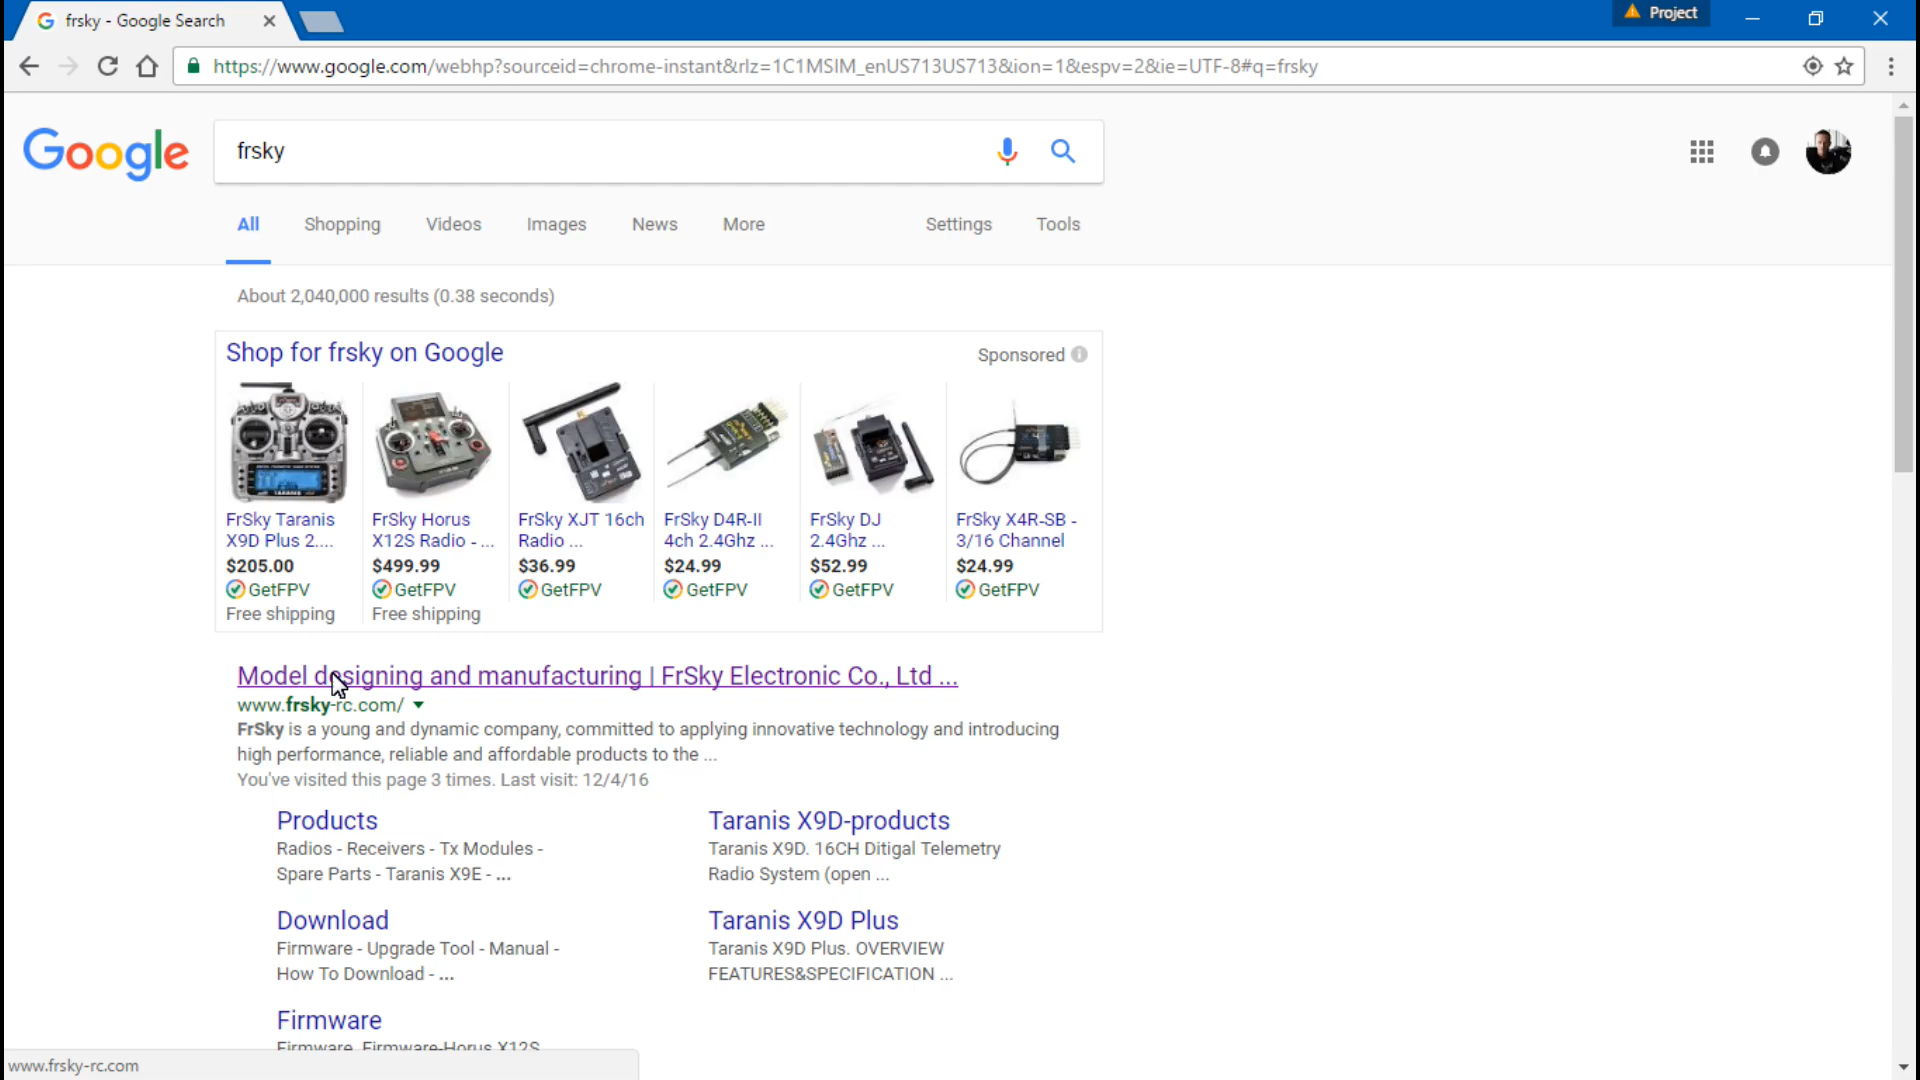 frsky - Google Search
Project
https://www.google.com/webhp?sourceid=chrome-instant&rlz=1C1MSIM_enUS713US713&ion=1&espv=2&ie=UTF-8#q=frsky
Google
frsky
All Shopping Videos Images News More Settings Tools
About 2,040,000 results (0.38 seconds)
Shop for frsky on Google
Sponsored
FrSky Taranis
X9D Plus 2....
$205.00
GetFPV
Free shipping
FrSky Horus
X12S Radio - ...
$499.99
GetFPV
Free shipping
FrSky XJT 16ch
Radio ...
$36.99
GetFPV
FrSky D4R-II
4ch 2.4Ghz ...
$24.99
GetFPV
FrSky DJ
2.4Ghz ...
$52.99
GetFPV
FrSky X4R-SB -
3/16 Channel
$24.99
GetFPV
Model designing and manufacturing | FrSky Electronic Co., Ltd ...
www.frsky-rc.com/
FrSky is a young and dynamic company, committed to applying innovative technology and introducing
high performance, reliable and affordable products to the ...
You've visited this page 3 times. Last visit: 12/4/16
Products
Radios - Receivers - Tx Modules -
Spare Parts - Taranis X9E - ...
Taranis X9D-products
Taranis X9D. 16CH Ditigal Telemetry
Radio System (open ...
Download
Firmware - Upgrade Tool - Manual -
How To Download - ...
Taranis X9D Plus
Taranis X9D Plus. OVERVIEW
FEATURES&SPECIFICATION ...
Firmware
Firmware. Firmware-Horus X12S
www.frsky-rc.com